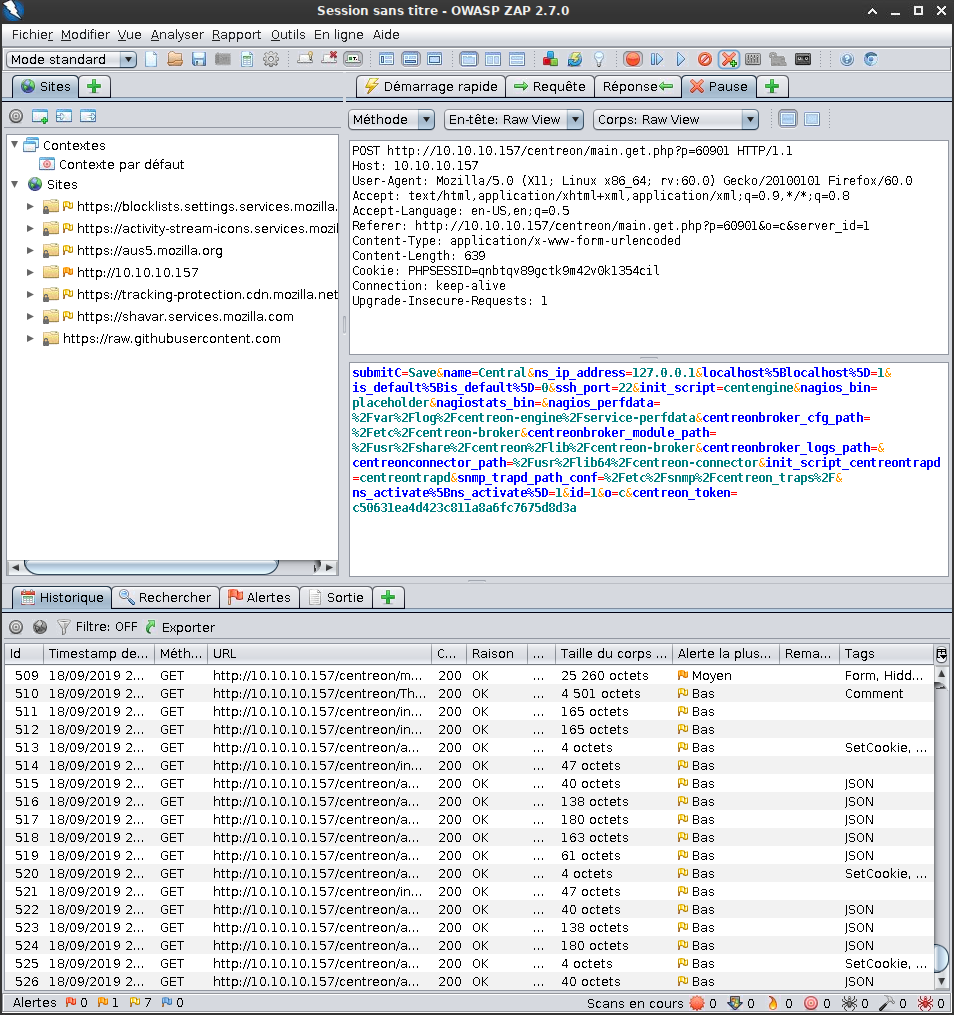 Session sans titre - OWASP ZAP 2.7.0
Fichier Modifier Vue Analyser Rapport Outils En ligne Aide
Mode standard
Sites
Démarrage rapide
Requête
Réponse
Pause
Méthode
En-tête: Raw View
Corps: Raw View
Contextes
Contexte par défaut
Sites
https://blocklists.settings.services.mozilla.
https://activity-stream-icons.services.mozil
https://aus5.mozilla.org
http://10.10.10.157
https://tracking-protection.cdn.mozilla.net
https://shavar.services.mozilla.com
https://raw.githubusercontent.com
POST http://10.10.10.157/centreon/main.get.php?p=60901 HTTP/1.1
Host: 10.10.10.157
User-Agent: Mozilla/5.0 (X11; Linux x86_64; rv:60.0) Gecko/20100101 Firefox/60.0
Accept: text/html,application/xhtml+xml,application/xml;q=0.9,*/*;q=0.8
Accept-Language: en-US,en;q=0.5
Referer: http://10.10.10.157/centreon/main.get.php?p=60901&o=c&server_id=1
Content-Type: application/x-www-form-urlencoded
Content-Length: 639
Cookie: PHPSESSID=qnbtqv89gctk9m42v0k1354cil
Connection: keep-alive
Upgrade-Insecure-Requests: 1
submitC=Save&name=Central&ns_ip_address=127.0.0.1&localhost%5Blocalhost%5D=1&
is_default%5Bis_default%5D=0&ssh_port=22&init_script=centengine&nagios_bin=
placeholder&nagiostats_bin=&nagios_perfdata=
%2Fvar%2Flog%2Fcentreon-engine%2Fservice-perfdata&centreonbroker_cfg_path=
%2Fetc%2Fcentreon-broker&centreonbroker_module_path=
%2Fusr%2Fshare%2Fcentreon%2Flib%2Fcentreon-broker&centreonbroker_logs_path=&
centreonconnector_path=%2Fusr%2Flib64%2Fcentreon-connector&init_script_centreontrapd
=centreontrapd&snmp_trapd_path_conf=%2Fetc%2Fsnmp%2Fcentreon_traps%2F&
ns_activate%5Bns_activate%5D=1&id=1&o=c&centreon_token=
c50631ea4d423c811a8a6fc7675d8d3a
Historique
Rechercher
Alertes
Sortie
Filtre: OFF
Exporter
Id Timestamp de... Méth... URL C... Raison ... Taille du corps ... Alerte la plus... Rema... Tags
509 18/09/2019 2... GET http://10.10.10.157/centreon/m... 200 OK ... 25 260 octets Moyen Form, Hidd...
510 18/09/2019 2... GET http://10.10.10.157/centreon/Th... 200 OK ... 4 501 octets Bas Comment
511 18/09/2019 2... GET http://10.10.10.157/centreon/in... 200 OK ... 165 octets Bas
512 18/09/2019 2... GET http://10.10.10.157/centreon/in... 200 OK ... 165 octets Bas
513 18/09/2019 2... GET http://10.10.10.157/centreon/a... 200 OK ... 4 octets Bas SetCookie, ...
514 18/09/2019 2... GET http://10.10.10.157/centreon/in... 200 OK ... 47 octets Bas
515 18/09/2019 2... GET http://10.10.10.157/centreon/a... 200 OK ... 40 octets Bas JSON
516 18/09/2019 2... GET http://10.10.10.157/centreon/a... 200 OK ... 138 octets Bas JSON
517 18/09/2019 2... GET http://10.10.10.157/centreon/a... 200 OK ... 180 octets Bas JSON
518 18/09/2019 2... GET http://10.10.10.157/centreon/a... 200 OK ... 163 octets Bas JSON
519 18/09/2019 2... GET http://10.10.10.157/centreon/a... 200 OK ... 61 octets Bas JSON
520 18/09/2019 2... GET http://10.10.10.157/centreon/a... 200 OK ... 4 octets Bas SetCookie, ...
521 18/09/2019 2... GET http://10.10.10.157/centreon/in... 200 OK ... 47 octets Bas
522 18/09/2019 2... GET http://10.10.10.157/centreon/a... 200 OK ... 40 octets Bas JSON
523 18/09/2019 2... GET http://10.10.10.157/centreon/a... 200 OK ... 138 octets Bas JSON
524 18/09/2019 2... GET http://10.10.10.157/centreon/a... 200 OK ... 180 octets Bas JSON
525 18/09/2019 2... GET http://10.10.10.157/centreon/a... 200 OK ... 4 octets Bas SetCookie, ...
526 18/09/2019 2... GET http://10.10.10.157/centreon/a... 200 OK ... 40 octets Bas JSON
Alertes 0 1 7 0 Scans en cours 0 0 0 0 0 0 0